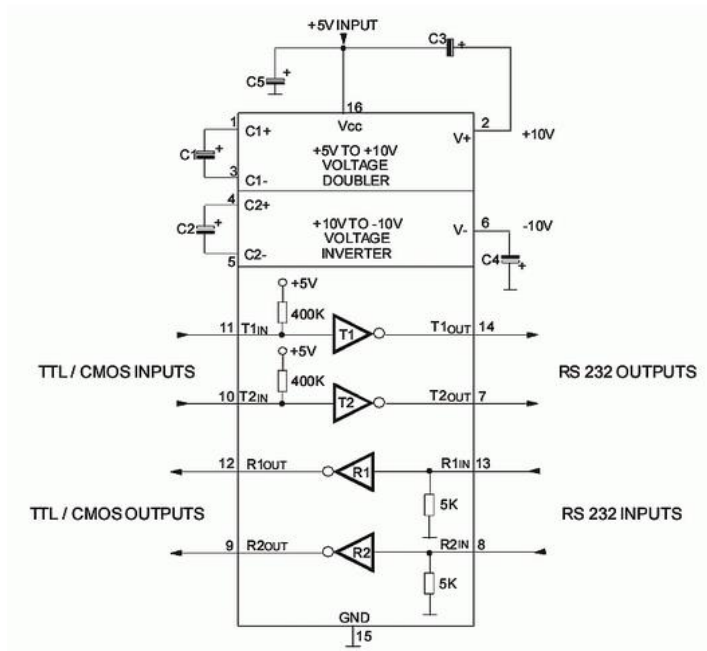 +5V INPUT
C3
+
C5
+
16
Vcc
1
C1+
V+
2
+10V
C1
+
+5V TO +10V
VOLTAGE
DOUBLER
3
C1-
4
C2+
C2
+
+10V TO -10V
VOLTAGE
INVERTER
V-
6
-10V
5
C2-
C4
+
+5V
400K
11
T1IN
T1
T1OUT
14
+5V
TTL / CMOS INPUTS
400K
RS 232 OUTPUTS
10
T2IN
T2
T2OUT
7
12
R1OUT
R1
R1IN
13
5K
TTL / CMOS OUTPUTS
RS 232 INPUTS
9
R2OUT
R2
R2IN
8
5K
GND
15